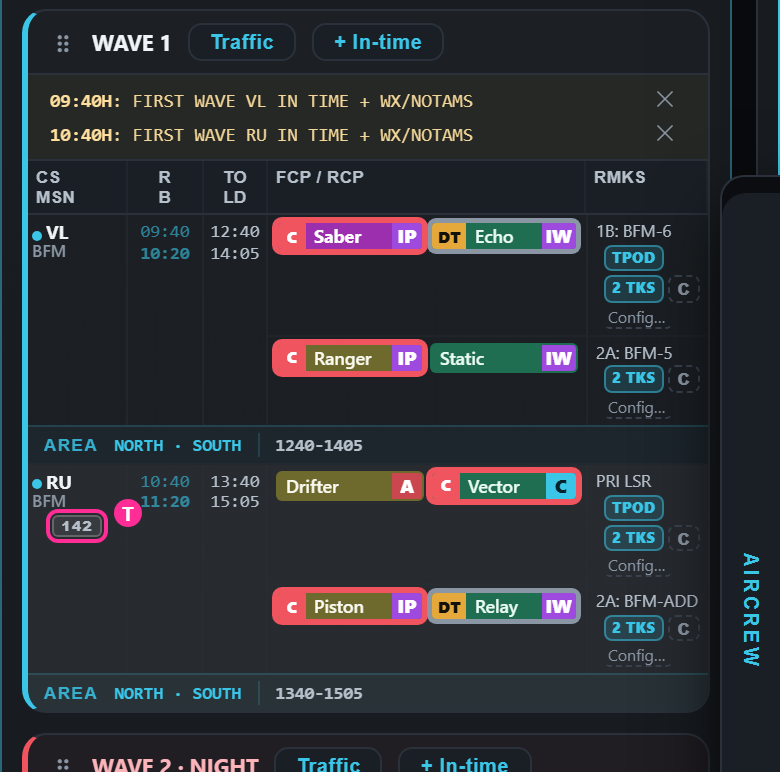 WAVE 1 Traffic + In-time
09:40H: FIRST WAVE VL IN TIME + WX/NOTAMS
10:40H: FIRST WAVE RU IN TIME + WX/NOTAMS
CS R TO FCP / RCP RMKS
MSN B LD
VL 09:40 12:40 C Saber IP DT Echo IW 1B: BFM-6
BFM 10:20 14:05 TPOD
2 TKS C
Config...
C Ranger IP Static IW 2A: BFM-5
2 TKS C
Config...
AREA NORTH · SOUTH 1240-1405
RU 10:40 13:40 Drifter A C Vector C PRI LSR
BFM 11:20 15:05 TPOD
142 T
2 TKS C
Config...
C Piston IP DT Relay IW 2A: BFM-ADD
2 TKS C
Config...
AREA NORTH · SOUTH 1340-1505
WAVE 2 · NIGHT Traffic + In-time
AIRCREW